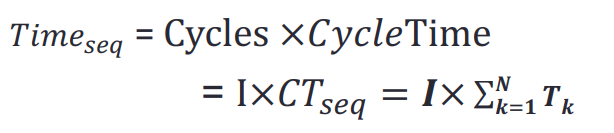 Time_seq = Cycles ×CycleTime
= I×CT_seq = I× ∑_{k=1}^{N} T_k